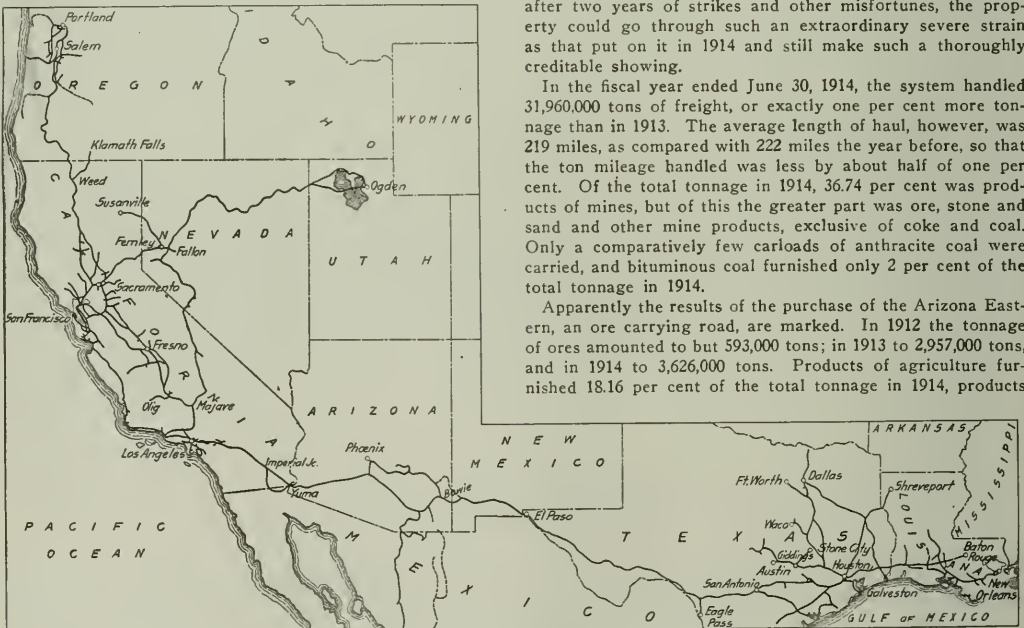 after two years of strikes and other misfortunes, the prop-
erty could go through such an extraordinary severe strain
as that put on it in 1914 and still make such a thoroughly
creditable showing.
In the fiscal year ended June 30, 1914, the system handled
31,960,000 tons of freight, or exactly one per cent more ton-
nage than in 1913. The average length of haul, however, was
219 miles, as compared with 222 miles the year before, so that
the ton mileage handled was less by about half of one per
cent. Of the total tonnage in 1914, 36.74 per cent was prod-
ucts of mines, but of this the greater part was ore, stone and
sand and other mine products, exclusive of coke and coal.
Only a comparatively few carloads of anthracite coal were
carried, and bituminous coal furnished only 2 per cent of the
total tonnage in 1914.
Apparently the results of the purchase of the Arizona East-
ern, an ore carrying road, are marked. In 1912 the tonnage
of ores amounted to but 593,000 tons; in 1913 to 2,957,000 tons,
and in 1914 to 3,626,000 tons. Products of agriculture fur-
nished 18.16 per cent of the total tonnage in 1914, products
Portland
Salem
OREGON
IDAHO
WYOMING
Klamath Falls
Weed
Susanville
Ogden
Fernley
NEVADA
Fallon
UTAH
Sacramento
San Francisco
CALIFORNIA
Fresno
Olig
Mojave
ARIZONA
Los Angeles
Imperial Jc.
Yuma
Phoenix
Bowie
NEW
MEXICO
El Paso
PACIFIC
OCEAN
MEXICO
TEXAS
ARKANSAS
MISSISSIPPI
LOUISIANA
Ft. Worth
Dallas
Shreveport
Waco
Giddings
Stone City
Austin
Houston
Baton
Rouge
San Antonio
Galveston
New
Orleans
Eagle
Pass
GULF OF MEXICO